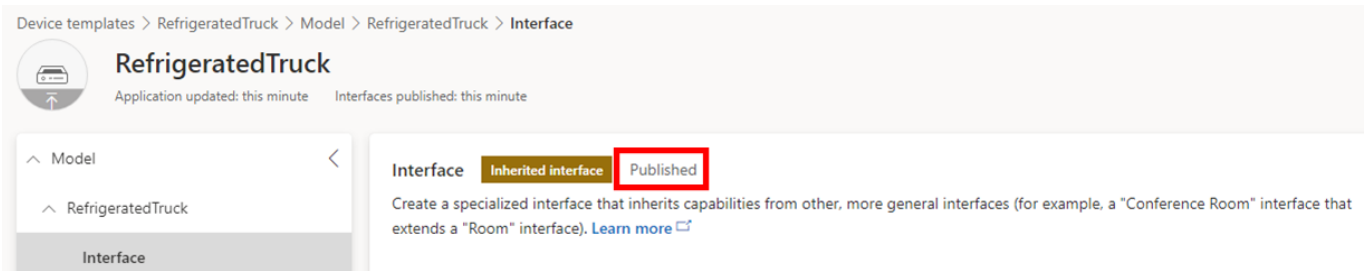 Device templates > RefrigeratedTruck > Model > RefrigeratedTruck > Interface
RefrigeratedTruck
Application updated: this minute Interfaces published: this minute
Model
RefrigeratedTruck
Interface
Interface Inherited interface Published
Create a specialized interface that inherits capabilities from other, more general interfaces (for example, a "Conference Room" interface that
extends a "Room" interface). Learn more